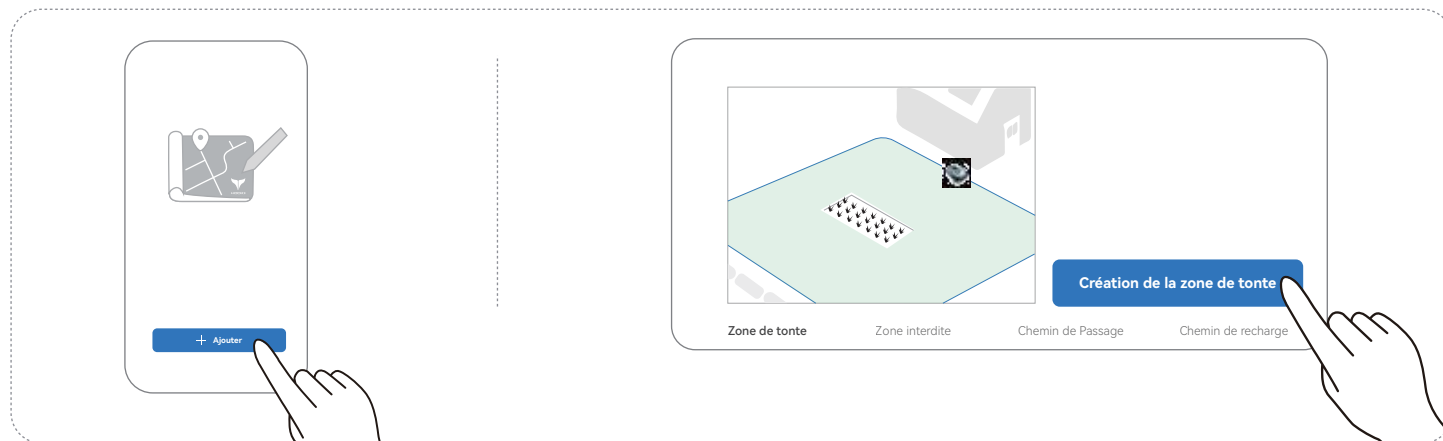 Ajouter
Création de la zone de tonte
Zone de tonte
Zone interdite
Chemin de Passage
Chemin de recharge